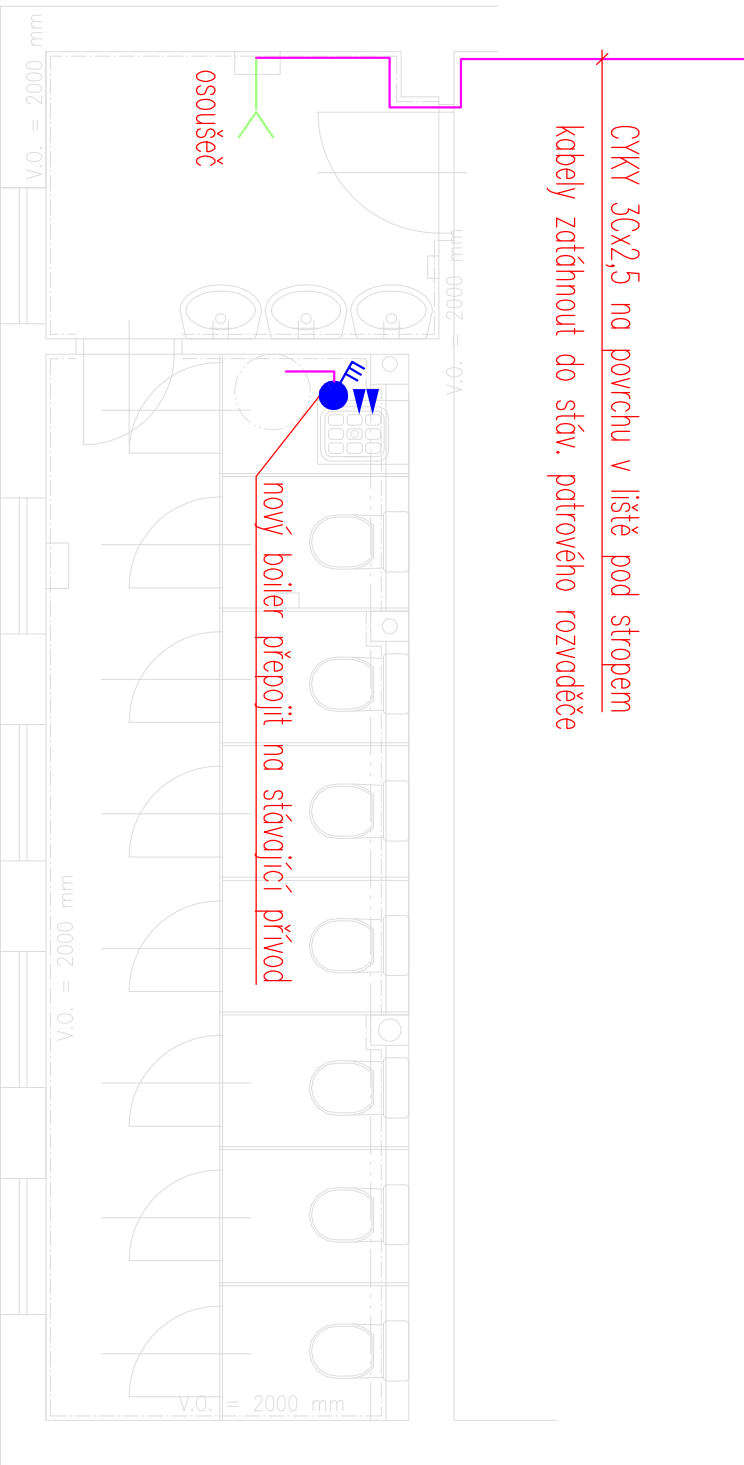 CYKY 3Cx2,5 na povrchu v liště pod stropem
kabely zatáhnout do stáv. patrového rozvaděče
osoušeč
nový boiler přepojit na stávající přívod
V.O. = 2000 mm
V.O. = 2000 mm
V.O. = 2000 mm
V.O. = 2000 mm